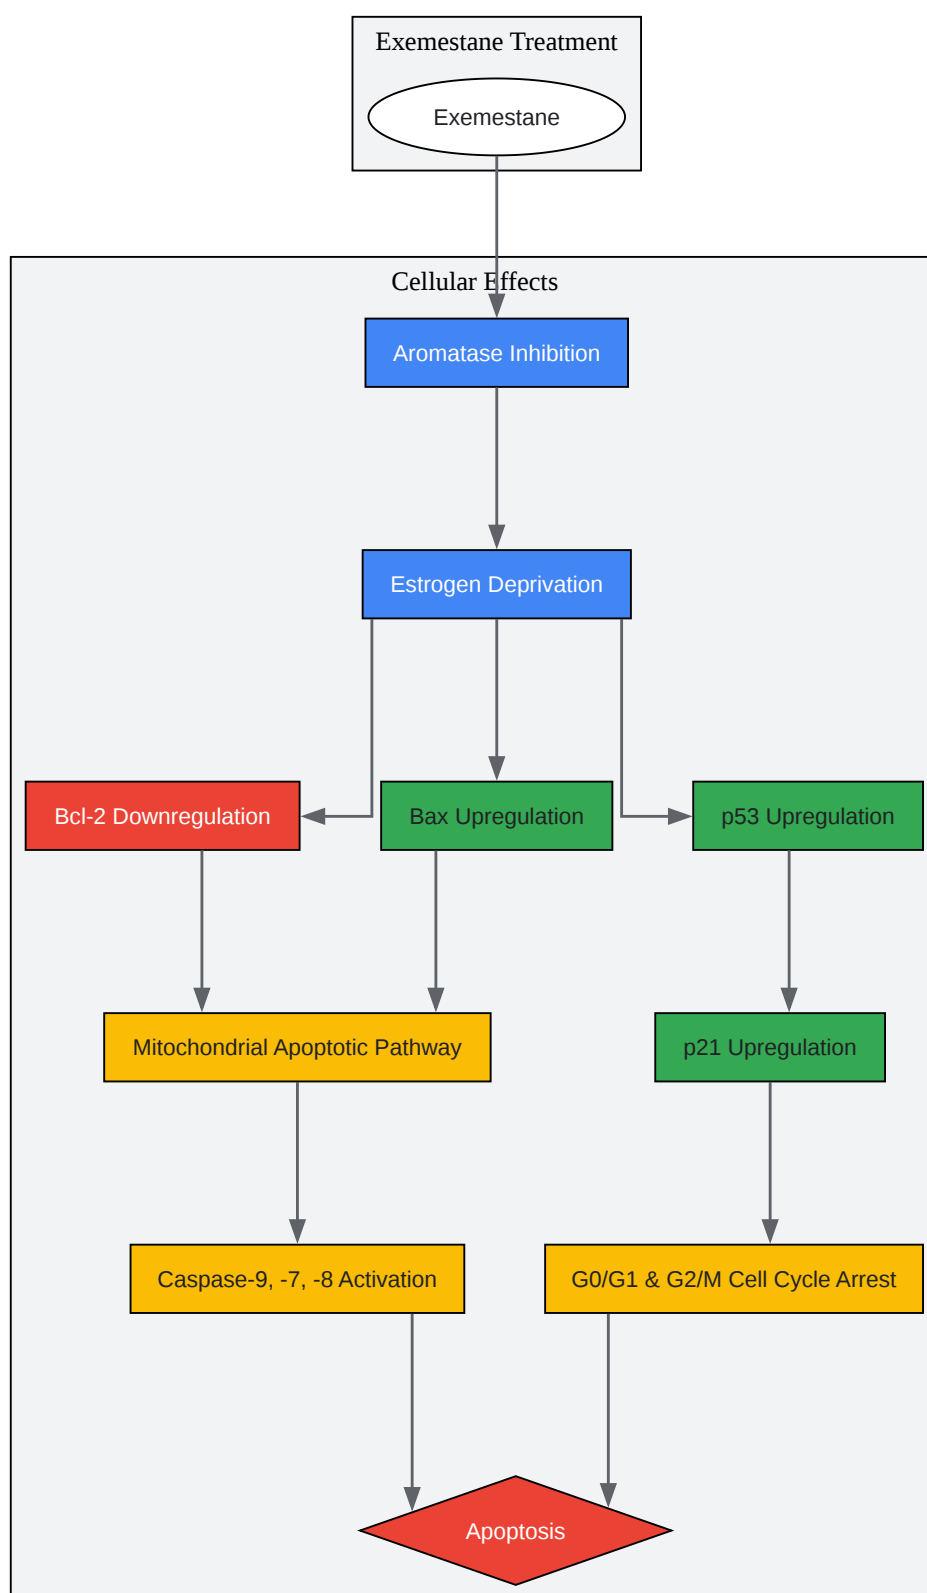 Exemestane Treatment
Exemestane
Cellular Effects
Aromatase Inhibition
Estrogen Deprivation
Bcl-2 Downregulation
Bax Upregulation
p53 Upregulation
Mitochondrial Apoptotic Pathway
p21 Upregulation
Caspase-9, -7, -8 Activation
G0/G1 & G2/M Cell Cycle Arrest
Apoptosis